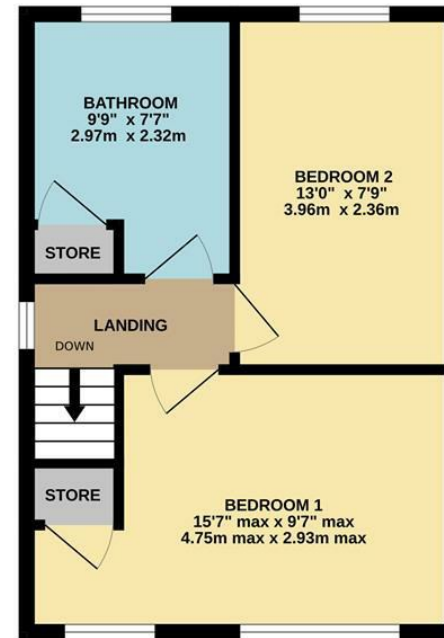 BATHROOM
9'9" x 7'7"
2.97m x 2.32m
BEDROOM 2
13'0" x 7'9"
3.96m x 2.36m
STORE
LANDING
DOWN
STORE
BEDROOM 1
15'7" max x 9'7" max
4.75m max x 2.93m max